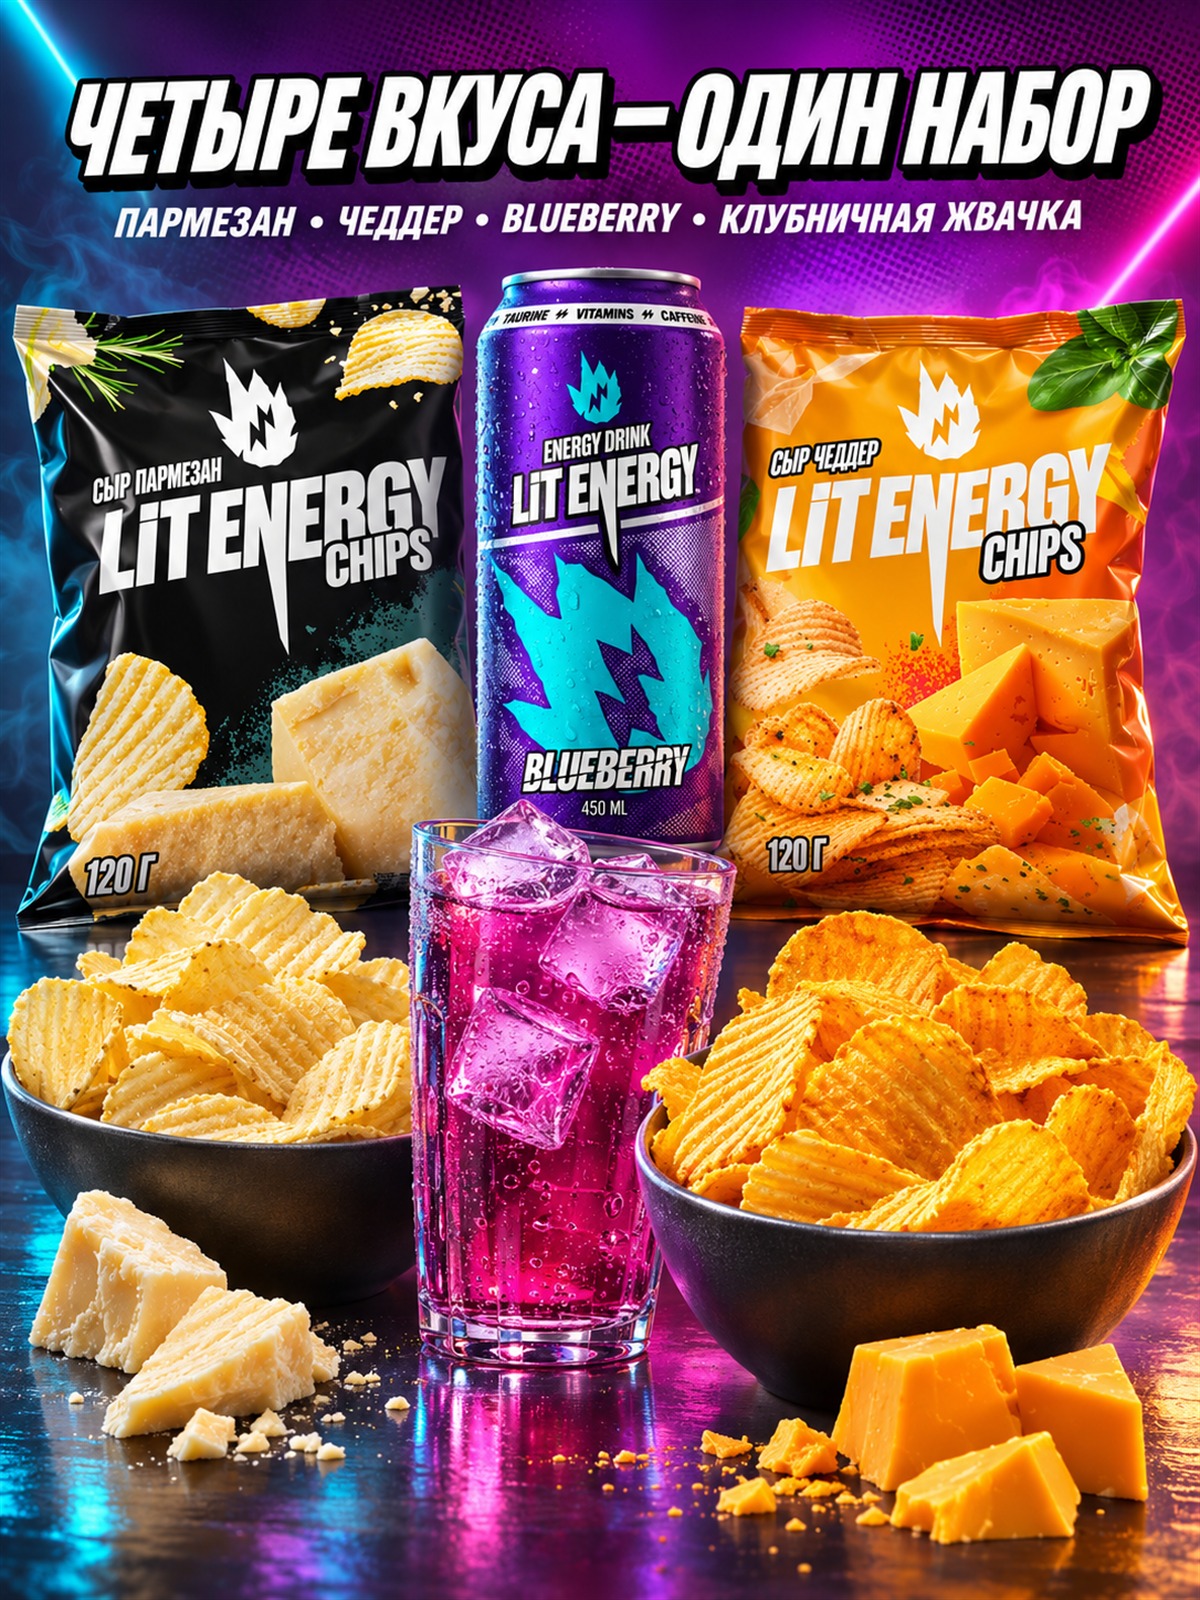 ЧЕТЫРЕ ВКУСА – ОДИН НАБОР
ПАРМЕЗАН • ЧЕДДЕР • BLUEBERRY • КЛУБНИЧНАЯ ЖВАЧКА
СЫР ПАРМЕЗАН
LiT ENERGY
CHIPS
120 Г
TAURINE VITAMINS CAFFEINE
ENERGY DRINK
LiT ENERGY
BLUEBERRY
450 ML
СЫР ЧЕДДЕР
LiT ENERGY
CHIPS
120 Г